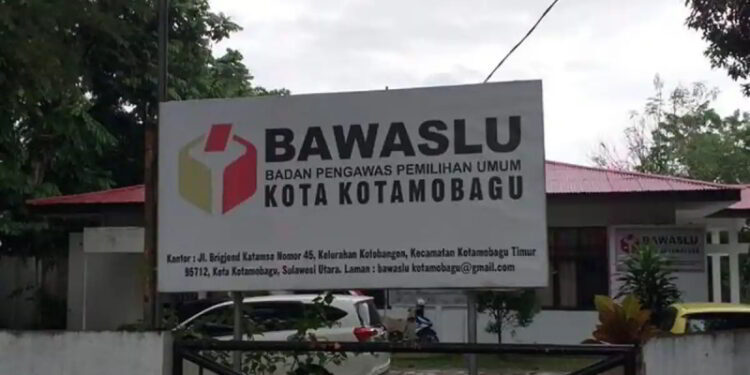 BAWASLU
BADAN PENGAWAS PEMILIHAN UMUM
KOTA KOTAMOBAGU
Kantor : Jl. Brigjend Katamso Nomor 45, Kelurahan Kotobangon, Kecamatan Kotamobagu Timur
95712, Kota Kotamobagu, Sulawesi Utara. Laman : bawaslu kotamobagu@gmail.com
BAWASLU